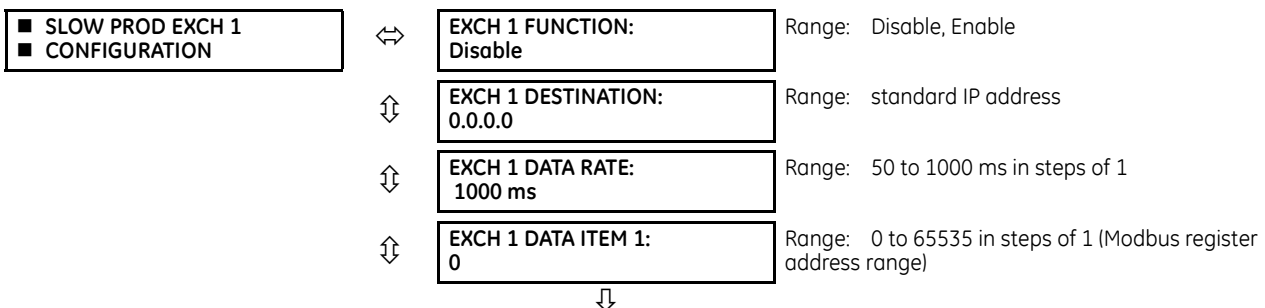 ■ SLOW PROD EXCH 1
■ CONFIGURATION
EXCH 1 FUNCTION:
Disable
Range: Disable, Enable
EXCH 1 DESTINATION:
0.0.0.0
Range: standard IP address
EXCH 1 DATA RATE:
1000 ms
Range: 50 to 1000 ms in steps of 1
EXCH 1 DATA ITEM 1:
0
Range: 0 to 65535 in steps of 1 (Modbus register
address range)